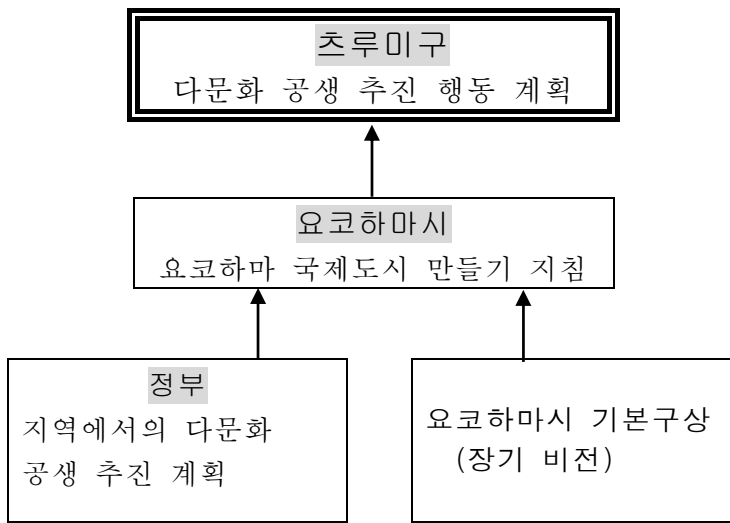 츠루미구
다문화 공생 추진 행동 계획
요코하마시
요코하마 국제도시 만들기 지침
정부
지역에서의 다문화
공생 추진 계획
요코하마시 기본구상
(장기 비전)